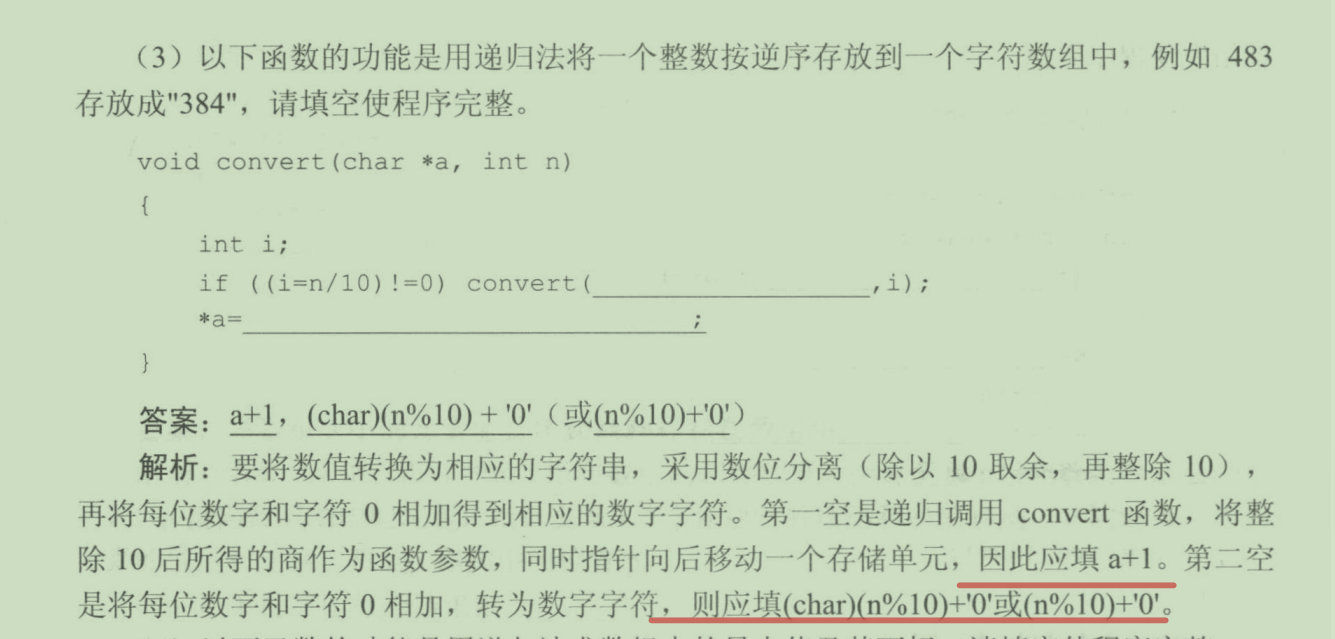 （3）以下函数的功能是用递归法将一个整数按逆序存放到一个字符数组中，例如 483
存放成"384"，请填空使程序完整。
void convert(char *a, int n)
{
int i;
if ((i=n/10)!=0) convert(____________,i);
*a=____________;
}
答案：a+1，(char)(n%10) + '0'（或(n%10)+'0'）
解析：要将数值转换为相应的字符串，采用数位分离（除以 10 取余，再整除 10），
再将每位数字和字符 0 相加得到相应的数字字符。第一空是递归调用 convert 函数，将整
除 10 后所得的商作为函数参数，同时指针向后移动一个存储单元，因此应填 a+1。第二空
是将每位数字和字符 0 相加，转为数字字符，则应填(char)(n%10)+'0'或(n%10)+'0'。